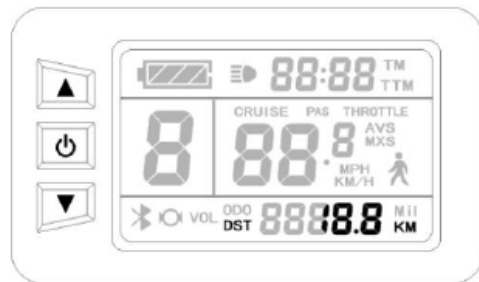 88:88 TM
TTM
CRUISE PAS THROTTLE
8 88.8 AVS
MXS
MPH
KM/H
VOL ODO 88818.8 Mil
DST KM